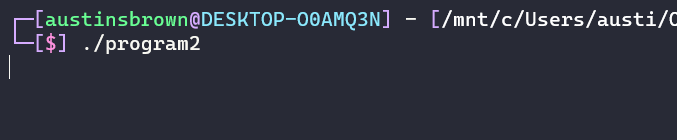 ┌─[austinsbrown@DESKTOP-O0AMQ3N] - [/mnt/c/Users/austi/
└─[$] ./program2